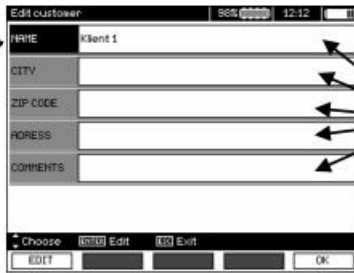 Edit customer 98% 12:12
NAME Klient 1
CITY
ZIP CODE
ADRESS
COMMENTS
Choose ENTER Edit ESC Exit
EDIT OK